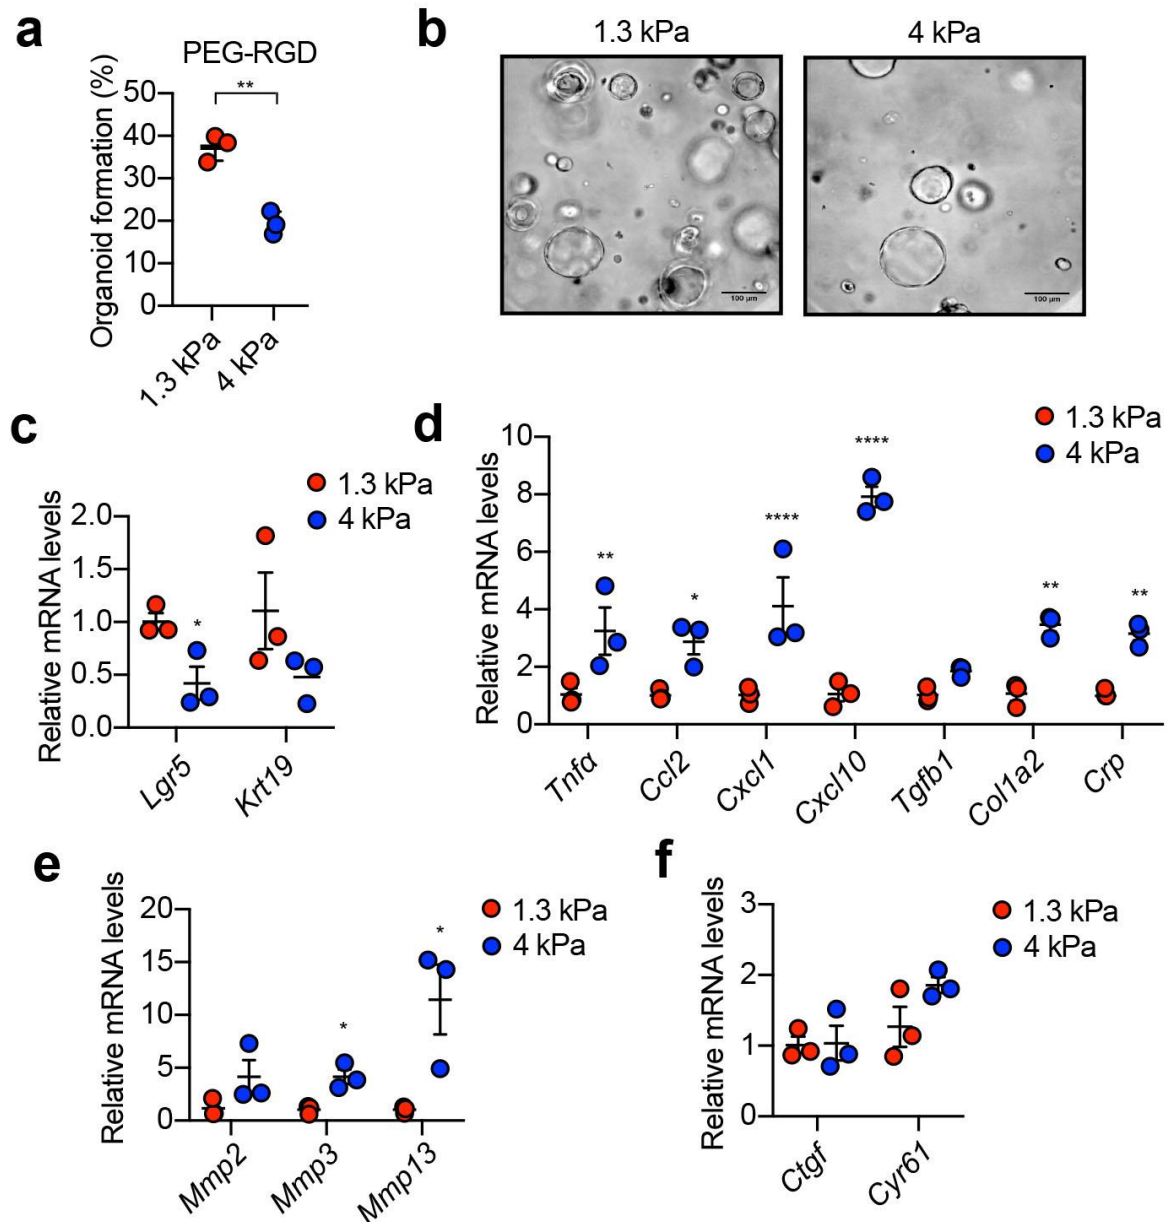 a
PEG-RGD
Organoid formation (%)
**
50
40
30
20
10
0
1.3 kPa
4 kPa
b
1.3 kPa
4 kPa
100 µm
100 µm
c
Relative mRNA levels
1.3 kPa
4 kPa
2.0
1.5
1.0
0.5
0.0
*
Lgr5
Krt19
d
Relative mRNA levels
1.3 kPa
4 kPa
10
8
6
4
2
0
**
*
****
****
**
**
Tnfα
Ccl2
Cxcl1
Cxcl10
Tgfb1
Col1a2
Crp
e
Relative mRNA levels
1.3 kPa
4 kPa
20
15
10
5
0
*
*
Mmp2
Mmp3
Mmp13
f
Relative mRNA levels
1.3 kPa
4 kPa
3
2
1
0
Ctgf
Cyr61